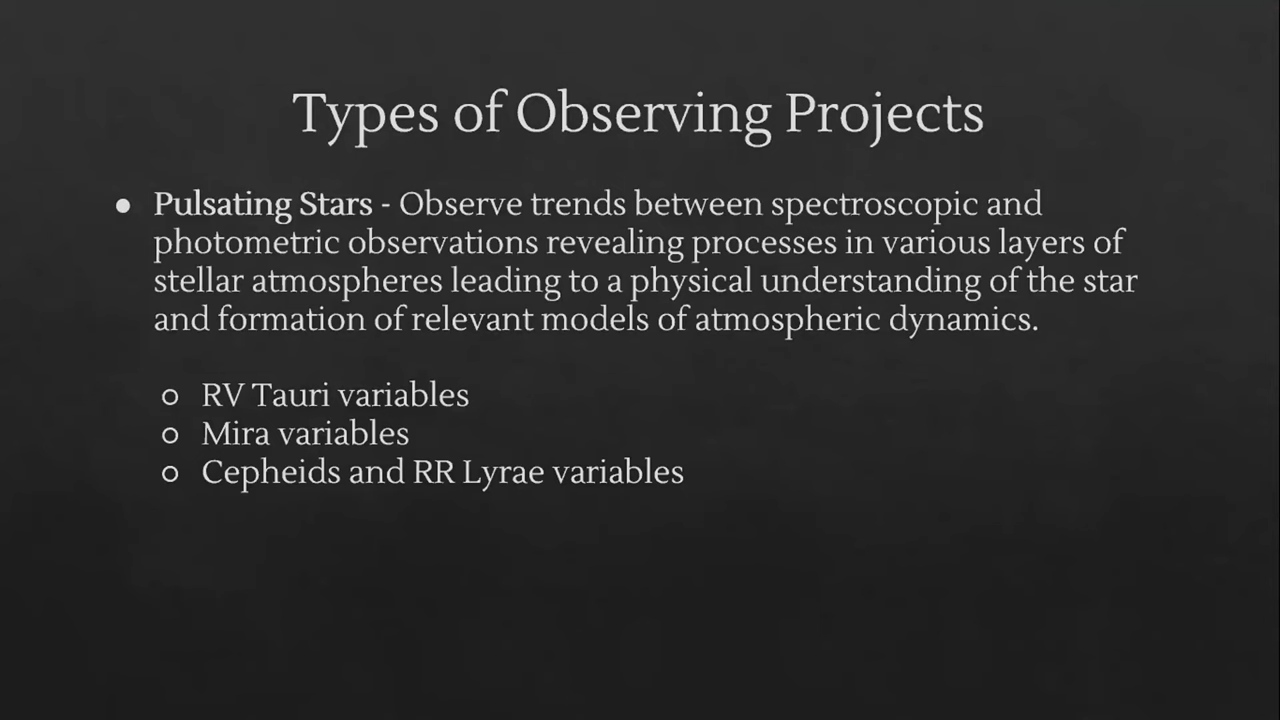 Types of Observing Projects
● Pulsating Stars - Observe trends between spectroscopic and
photometric observations revealing processes in various layers of
stellar atmospheres leading to a physical understanding of the star
and formation of relevant models of atmospheric dynamics.
○ RV Tauri variables
○ Mira variables
○ Cepheids and RR Lyrae variables